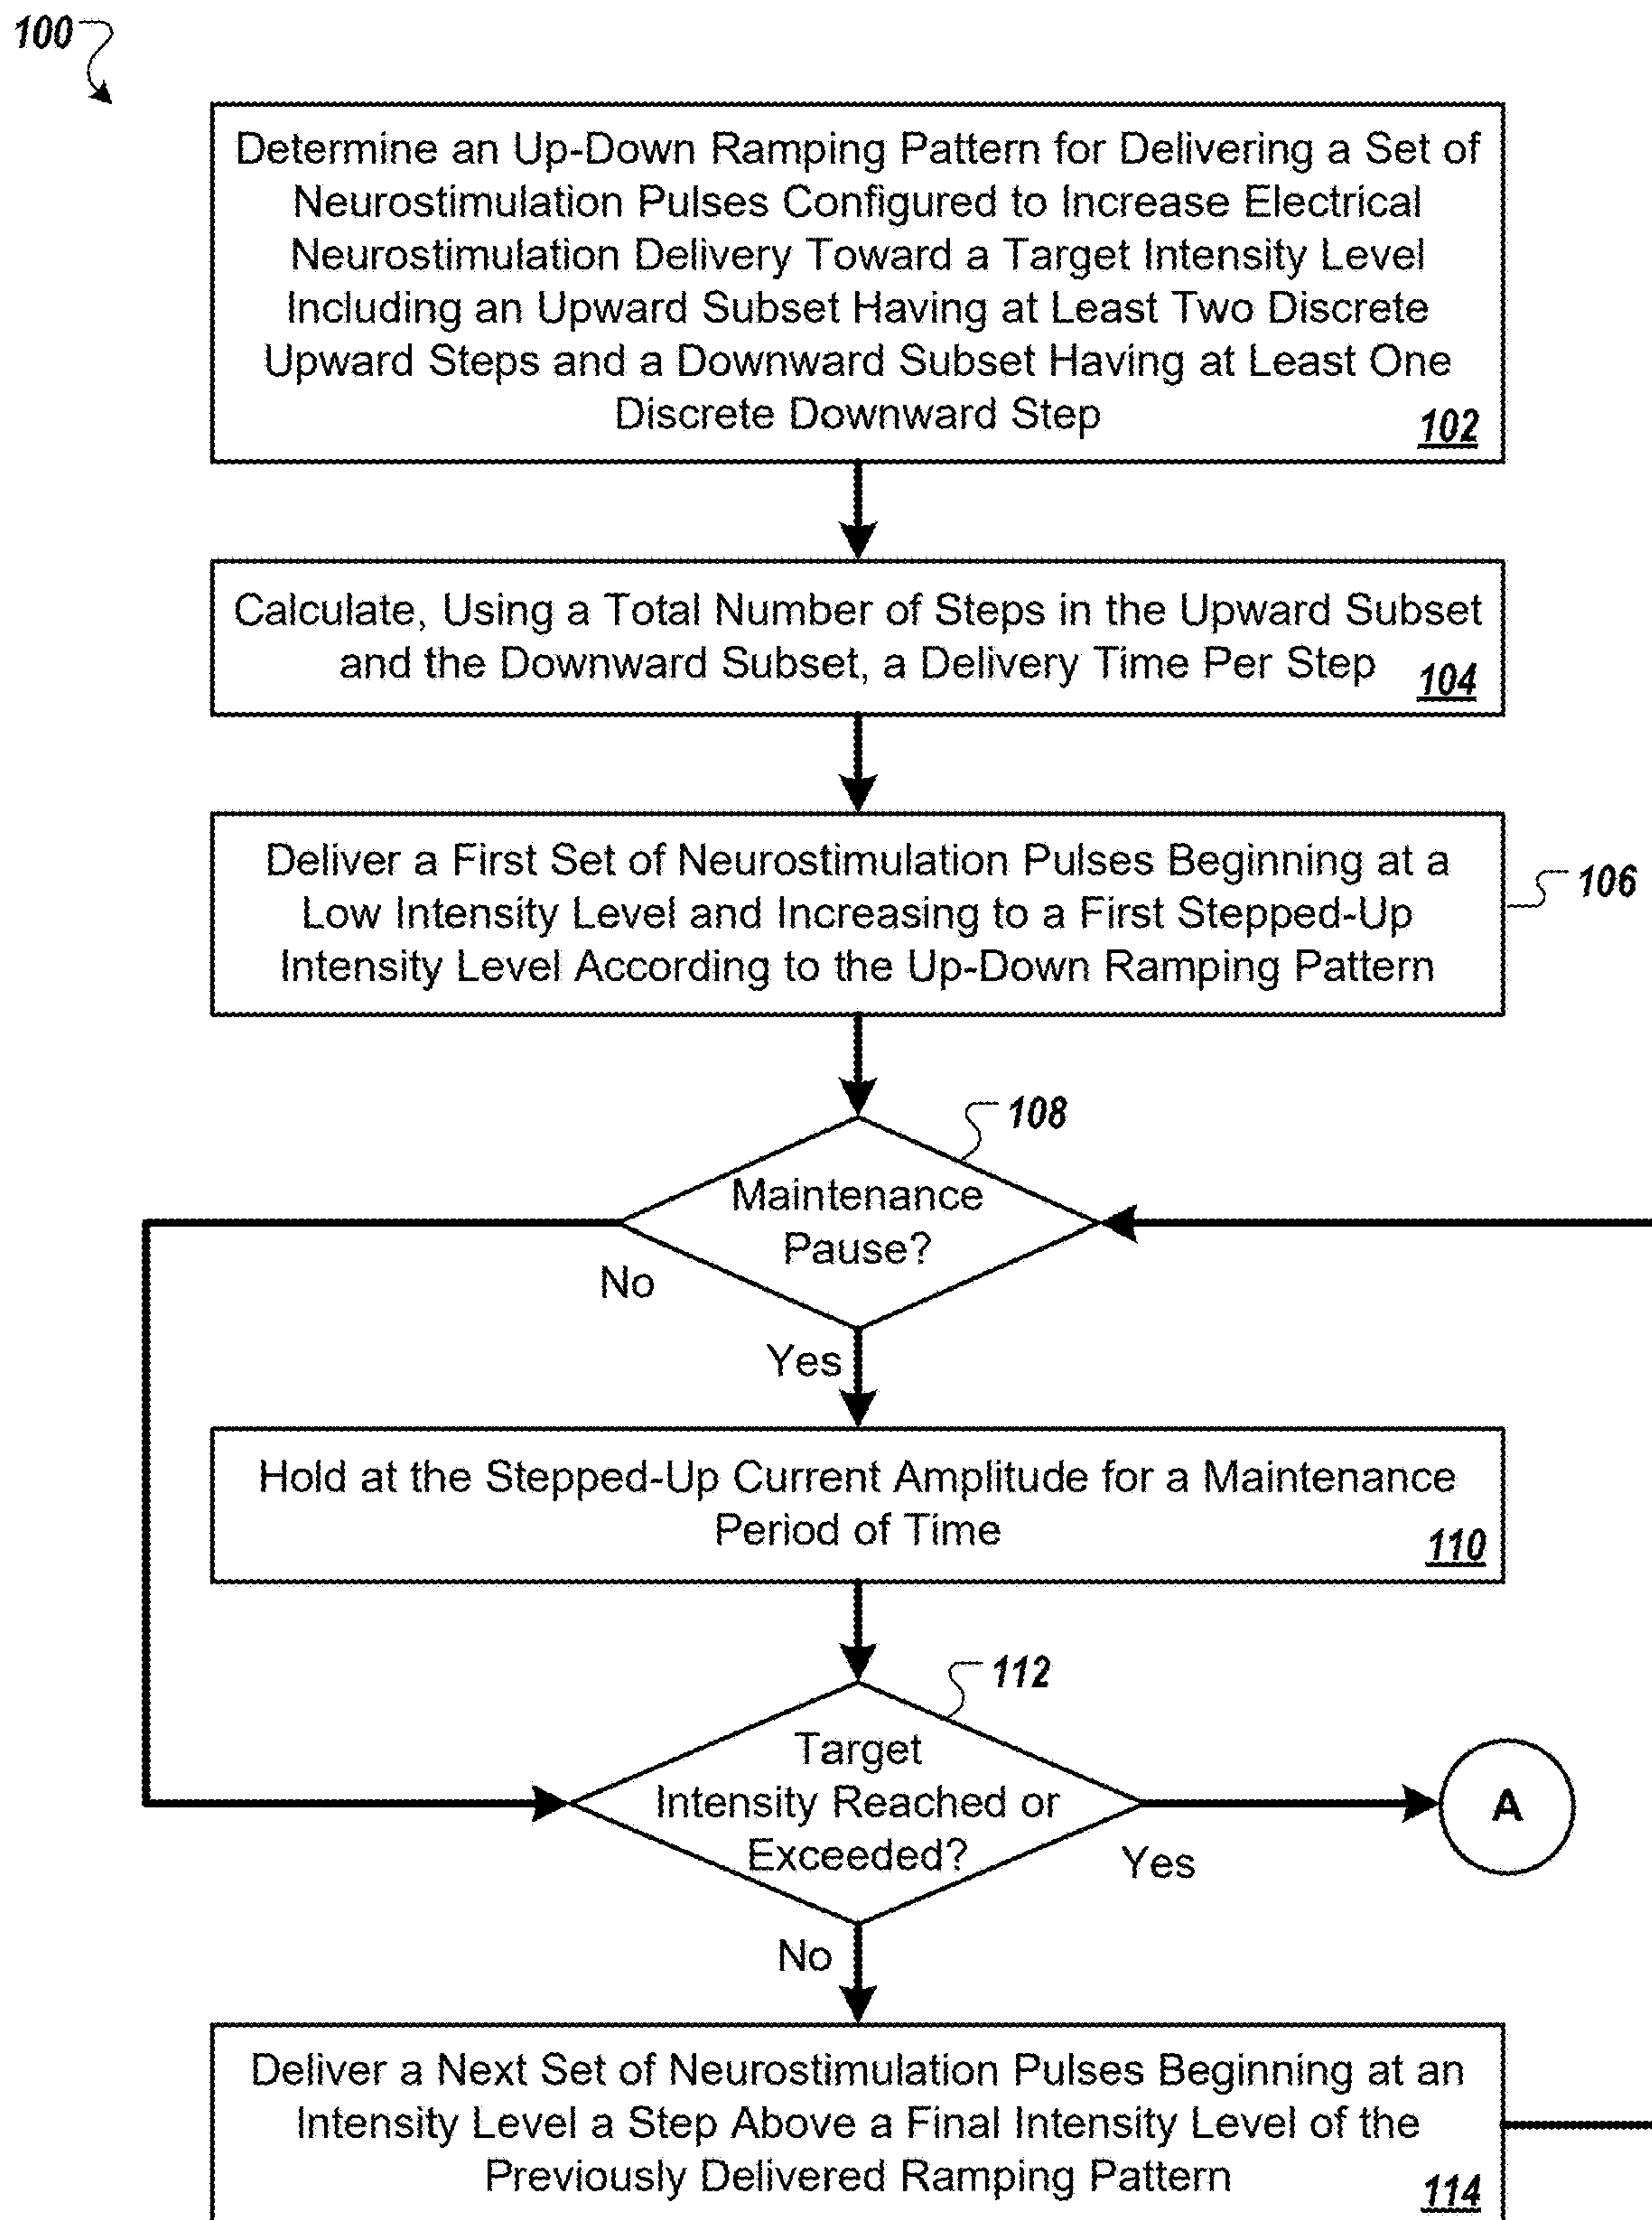 100
Determine an Up-Down Ramping Pattern for Delivering a Set of
Neurostimulation Pulses Configured to Increase Electrical
Neurostimulation Delivery Toward a Target Intensity Level
Including an Upward Subset Having at Least Two Discrete
Upward Steps and a Downward Subset Having at Least One
Discrete Downward Step
102
Calculate, Using a Total Number of Steps in the Upward Subset
and the Downward Subset, a Delivery Time Per Step
104
Deliver a First Set of Neurostimulation Pulses Beginning at a
Low Intensity Level and Increasing to a First Stepped-Up
Intensity Level According to the Up-Down Ramping Pattern
106
108
Maintenance
Pause?
No
Yes
Hold at the Stepped-Up Current Amplitude for a Maintenance
Period of Time
110
112
Target
Intensity Reached or
Exceeded?
Yes
A
No
Deliver a Next Set of Neurostimulation Pulses Beginning at an
Intensity Level a Step Above a Final Intensity Level of the
Previously Delivered Ramping Pattern
114